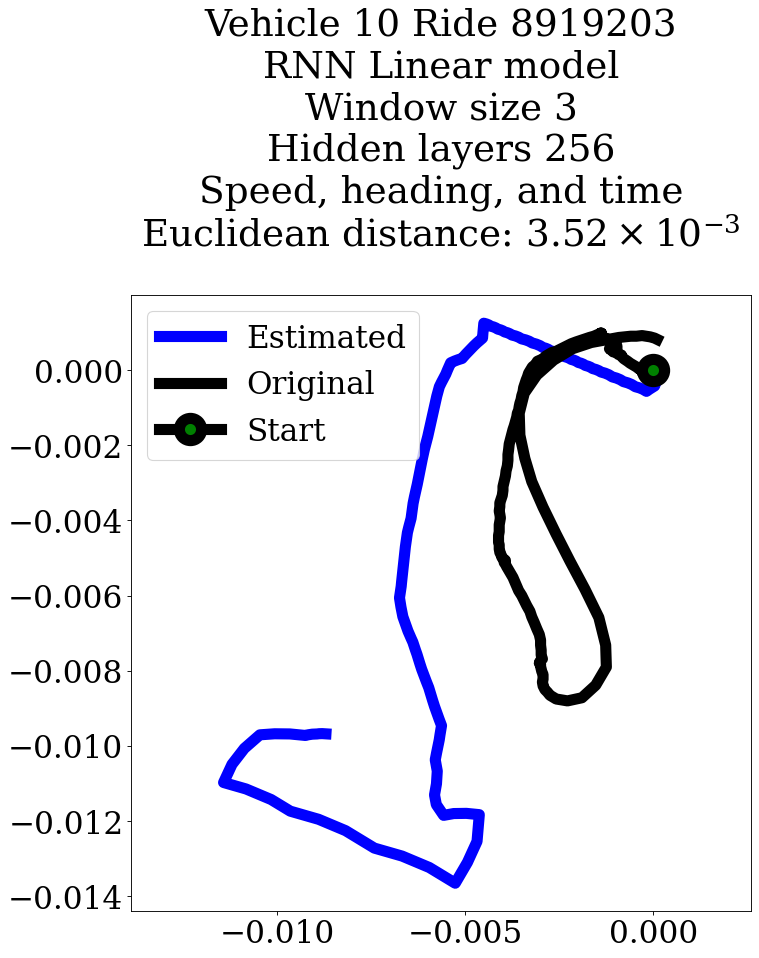 Vehicle 10 Ride 8919203
RNN Linear model
Window size 3
Hidden layers 256
Speed, heading, and time
Euclidean distance: 3.52 × 10⁻³
Estimated
Original
Start
0.000
−0.002
−0.004
−0.006
−0.008
−0.010
−0.012
−0.014
−0.010 −0.005 0.000